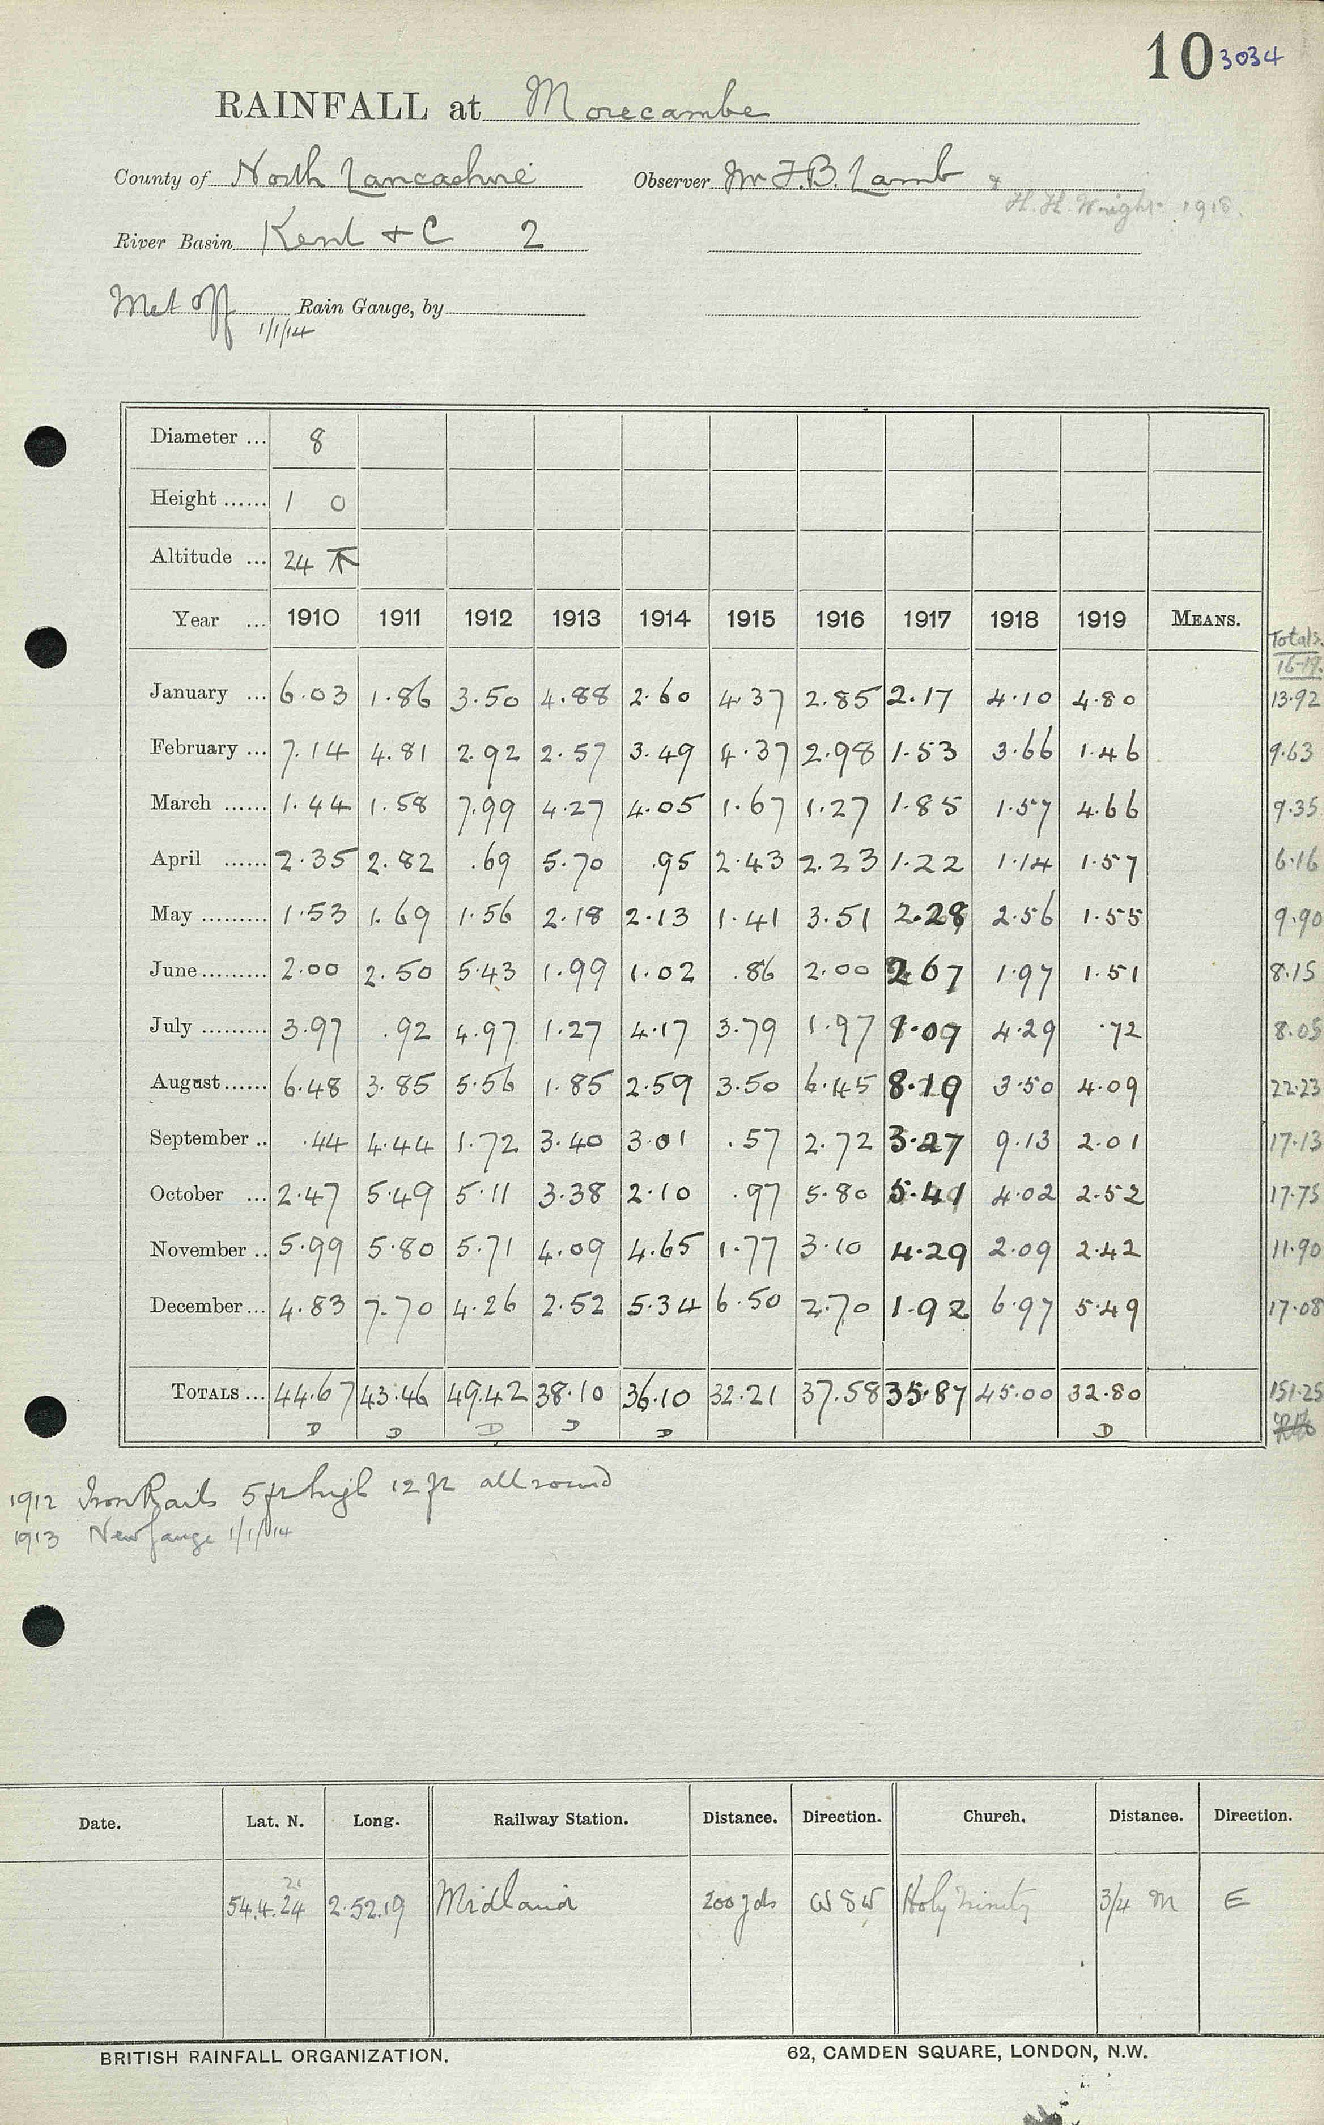 10 3034
RAINFALL at Morecambe
County of North Lancashire Observer Mr F.B. Lamb &
H. H. Wright 1918.
River Basin Kent & C 2
Met Off Rain Gauge, by
1/1/14
Diameter ... 8
Height ...... 1 0
Altitude ... 24
Year ... 1910 1911 1912 1913 1914 1915 1916 1917 1918 1919 MEANS. Totals.
16-19.
January ... 6.03 1.86 3.50 4.88 2.60 4.37 2.85 2.17 4.10 4.80 13.92
February ... 7.14 4.81 2.92 2.57 3.49 4.37 2.98 1.53 3.66 1.46 9.63
March ...... 1.44 1.58 7.99 4.27 4.05 1.67 1.27 1.85 1.57 4.66 9.35
April ...... 2.35 2.82 .69 5.70 .95 2.43 2.23 1.22 1.14 1.57 6.16
May ......... 1.53 1.69 1.56 2.18 2.13 1.41 3.51 2.28 2.56 1.55 9.90
June ......... 2.00 2.50 5.43 1.99 1.02 .86 2.00 2.67 1.97 1.51 8.15
July ......... 3.97 .92 4.97 1.27 4.17 3.79 1.97 1.07 4.29 .72 8.05
August ...... 6.48 3.85 5.56 1.85 2.59 3.50 6.45 8.19 3.50 4.09 22.23
September .. .44 4.44 1.72 3.40 3.01 .57 2.72 3.27 9.13 2.01 17.13
October ... 2.47 5.49 5.11 3.38 2.10 .97 5.80 5.41 4.02 2.52 17.75
November .. 5.99 5.80 5.71 4.09 4.65 1.77 3.10 4.29 2.09 2.42 11.90
December ... 4.83 7.70 4.26 2.52 5.34 6.50 2.70 1.92 6.97 5.49 17.08
TOTALS ... 44.67 43.46 49.42 38.10 36.10 32.21 37.58 35.87 45.00 32.80 151.25
D D D D D D
1912 Iron Rails 5 ft high 12 ft all round
1913 New Gauge 1/1/14
Date. Lat. N. Long. Railway Station. Distance. Direction. Church. Distance. Direction.
54.4.24 2.52.19 Midland 200 yds WSW Holy Trinity 3/4 m E
BRITISH RAINFALL ORGANIZATION. 62, CAMDEN SQUARE, LONDON, N.W.